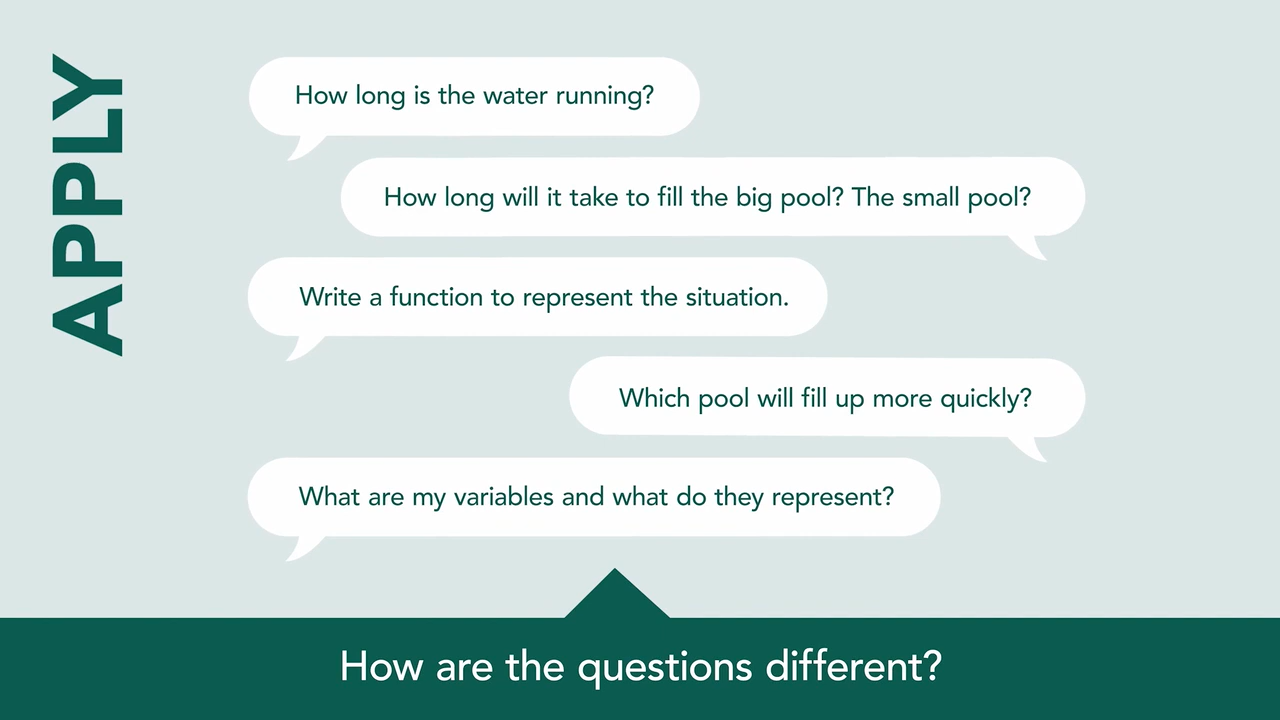 APPLY
How long is the water running?
How long will it take to fill the big pool? The small pool?
Write a function to represent the situation.
Which pool will fill up more quickly?
What are my variables and what do they represent?
How are the questions different?